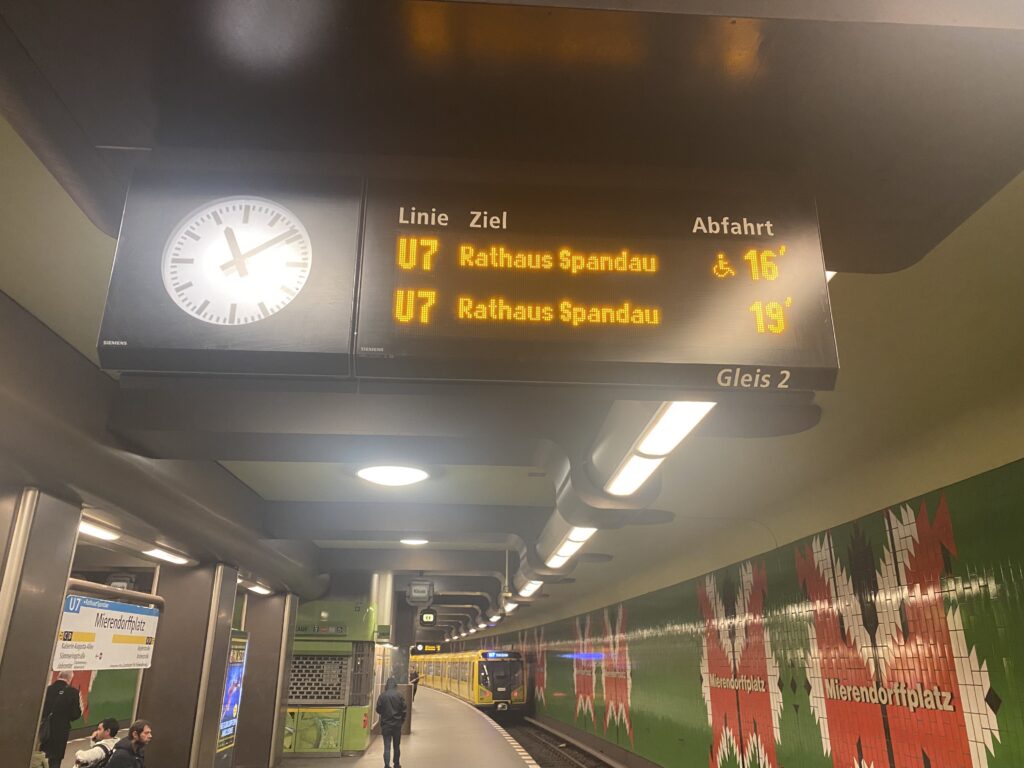 Linie Ziel Abfahrt
U7 Rathaus Spandau 16'
U7 Rathaus Spandau 19'
SIEMENS
SIEMENS
Gleis 2
U7
Mierendorffplatz
Mierendorffplatz
Mierendorffplatz